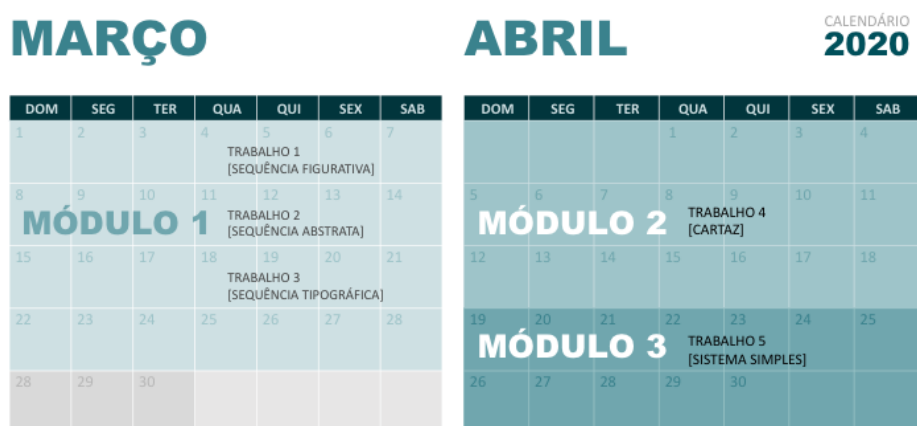 MARÇO
DOM SEG TER QUA QUI SEX SAB
1 2 3 4 5 6 7
TRABALHO 1
[SEQUÊNCIA FIGURATIVA]
8 9 10 11 12 13 14
MÓDULO 1
TRABALHO 2
[SEQUÊNCIA ABSTRATA]
15 16 17 18 19 20 21
TRABALHO 3
[SEQUÊNCIA TIPOGRÁFICA]
22 23 24 25 26 27 28
28 29 30
ABRIL
CALENDÁRIO
2020
DOM SEG TER QUA QUI SEX SAB
1 2 3 4
5 6 7 8 9 10 11
MÓDULO 2
TRABALHO 4
[CARTAZ]
12 13 14 15 16 17 18
19 20 21 22 23 24 25
MÓDULO 3
TRABALHO 5
[SISTEMA SIMPLES]
26 27 28 29 30